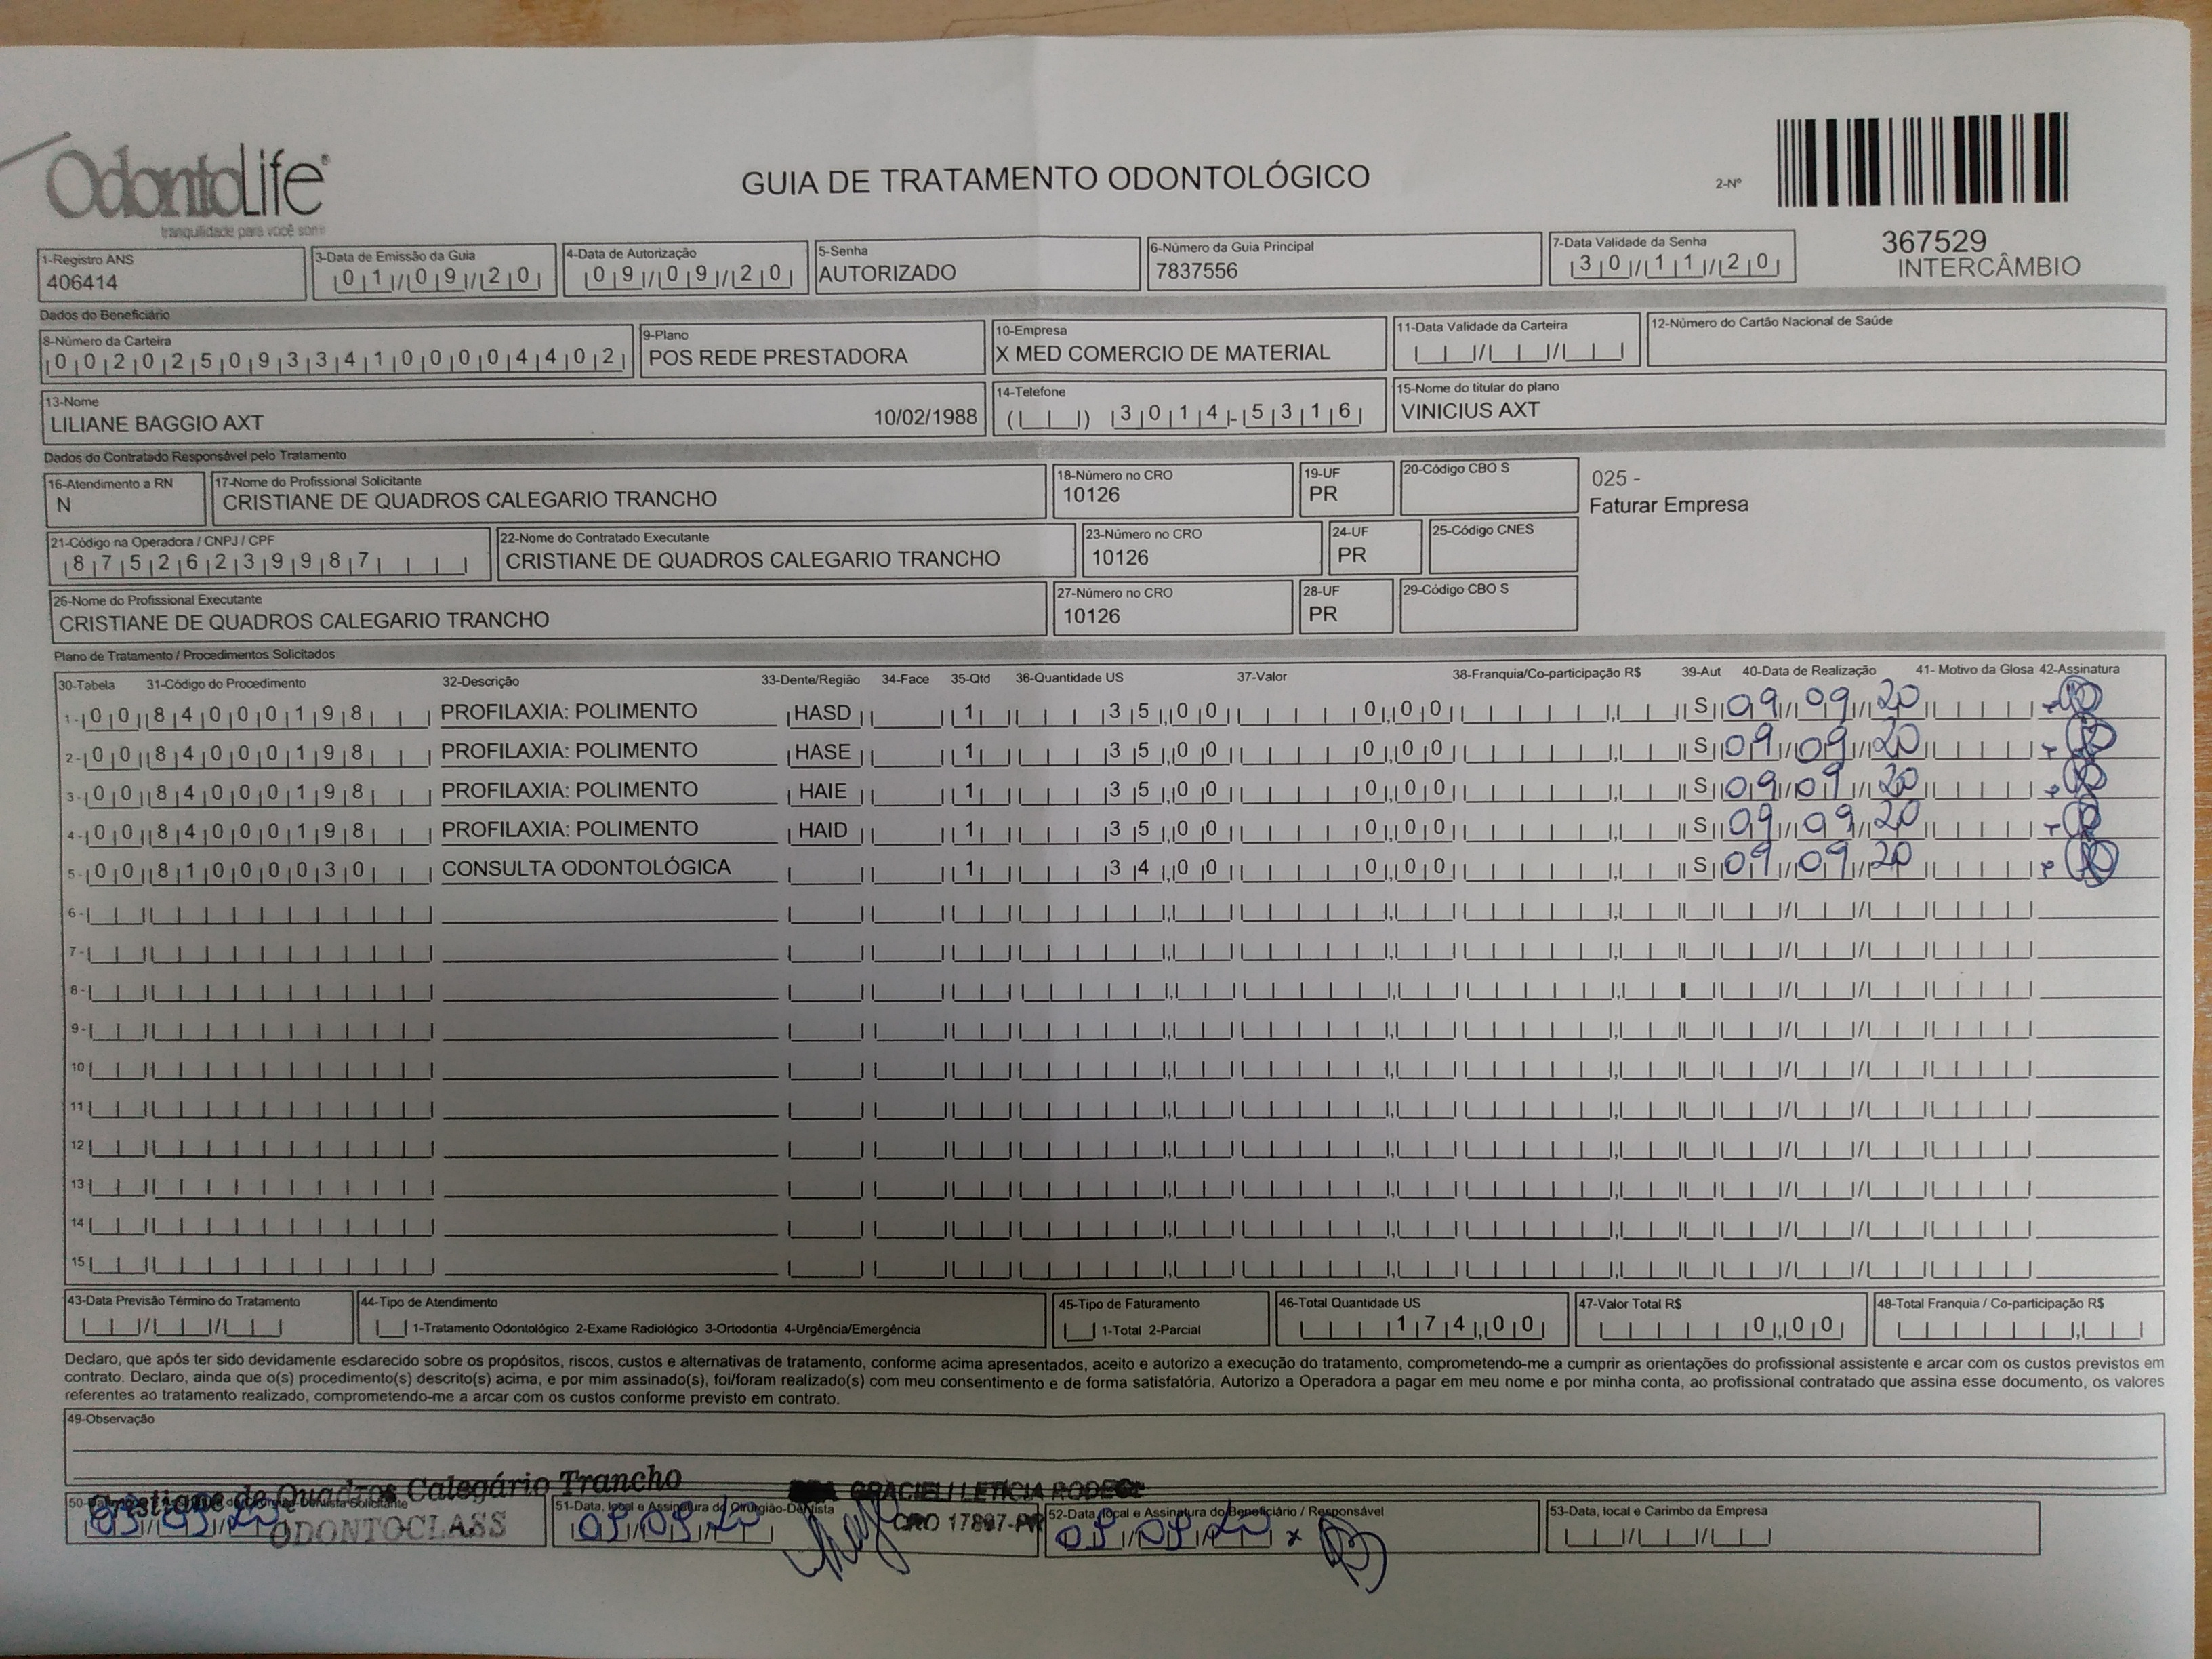 OdontoLife®
tranquilidade para você sorrir
GUIA DE TRATAMENTO ODONTOLÓGICO
2-Nº
367529
INTERCÂMBIO
1-Registro ANS
406414
3-Data de Emissão da Guia
01/09/20
4-Data de Autorização
09/09/20
5-Senha
AUTORIZADO
6-Número da Guia Principal
7837556
7-Data Validade da Senha
30/11/20
Dados do Beneficiário
8-Número da Carteira
00202509334100004402
9-Plano
POS REDE PRESTADORA
10-Empresa
X MED COMERCIO DE MATERIAL
11-Data Validade da Carteira
12-Número do Cartão Nacional de Saúde
13-Nome
LILIANE BAGGIO AXT 10/02/1988
14-Telefone
( ) 3014-5316
15-Nome do titular do plano
VINICIUS AXT
Dados do Contratado Responsável pelo Tratamento
16-Atendimento a RN
N
17-Nome do Profissional Solicitante
CRISTIANE DE QUADROS CALEGARIO TRANCHO
18-Número no CRO
10126
19-UF
PR
20-Código CBO S
025 -
Faturar Empresa
21-Código na Operadora / CNPJ / CPF
87526239987
22-Nome do Contratado Executante
CRISTIANE DE QUADROS CALEGARIO TRANCHO
23-Número no CRO
10126
24-UF
PR
25-Código CNES
26-Nome do Profissional Executante
CRISTIANE DE QUADROS CALEGARIO TRANCHO
27-Número no CRO
10126
28-UF
PR
29-Código CBO S
Plano de Tratamento / Procedimentos Solicitados
30-Tabela 31-Código do Procedimento 32-Descrição 33-Dente/Região 34-Face 35-Qtd 36-Quantidade US 37-Valor 38-Franquia/Co-participação R$ 39-Aut 40-Data de Realização 41- Motivo da Glosa 42-Assinatura
1- 00 84000198 PROFILAXIA: POLIMENTO HASD 1 35,00 0,00 S 09/09/20
2- 00 84000198 PROFILAXIA: POLIMENTO HASE 1 35,00 0,00 S 09/09/20
3- 00 84000198 PROFILAXIA: POLIMENTO HAIE 1 35,00 0,00 S 09/09/20
4- 00 84000198 PROFILAXIA: POLIMENTO HAID 1 35,00 0,00 S 09/09/20
5- 00 81000030 CONSULTA ODONTOLÓGICA 1 34,00 0,00 S 09/09/20
6-
7-
8-
9-
10
11
12
13
14
15
43-Data Previsão Término do Tratamento
44-Tipo de Atendimento
1-Tratamento Odontológico 2-Exame Radiológico 3-Ortodontia 4-Urgência/Emergência
45-Tipo de Faturamento
1-Total 2-Parcial
46-Total Quantidade US
174,00
47-Valor Total R$
0,00
48-Total Franquia / Co-participação R$
Declaro, que após ter sido devidamente esclarecido sobre os propósitos, riscos, custos e alternativas de tratamento, conforme acima apresentados, aceito e autorizo a execução do tratamento, comprometendo-me a cumprir as orientações do profissional assistente e arcar com os custos previstos em
contrato. Declaro, ainda que o(s) procedimento(s) descrito(s) acima, e por mim assinado(s), foi/foram realizado(s) com meu consentimento e de forma satisfatória. Autorizo a Operadora a pagar em meu nome e por minha conta, ao profissional contratado que assina esse documento, os valores
referentes ao tratamento realizado, comprometendo-me a arcar com os custos conforme previsto em contrato.
49-Observação
Cristiane de Quadros Calegário Trancho
ODONTOCLASS
09/09/20
51-Data, local e Assinatura do Cirurgião-Dentista
09/09/20
GRACIELI LETICIA
CRO 17897-PR
52-Data, local e Assinatura do Beneficiário / Responsável
09/09/20 x
53-Data, local e Carimbo da Empresa